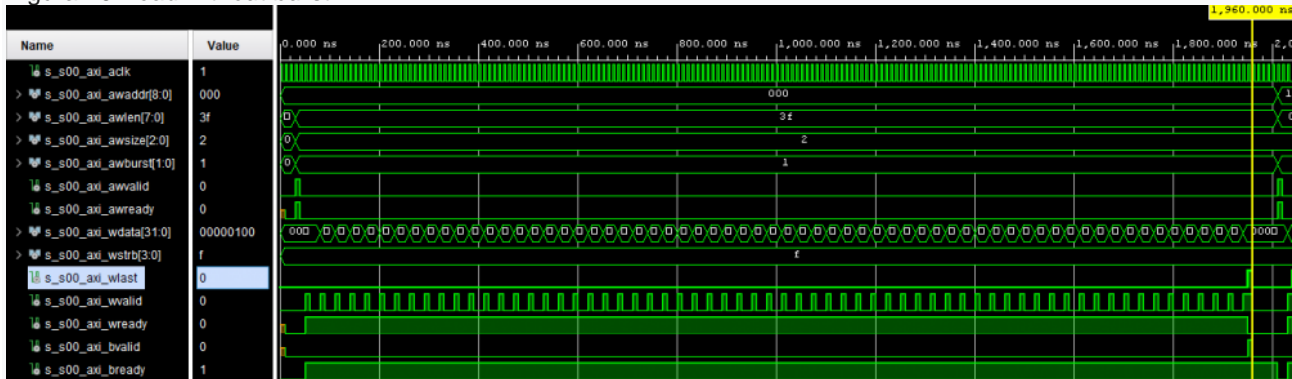 1,960.000 ns
Name Value 0.000 ns 200.000 ns 400.000 ns 600.000 ns 800.000 ns 1,000.000 ns 1,200.000 ns 1,400.000 ns 1,600.000 ns 1,800.000 ns
s_s00_axi_aclk 1
s_s00_axi_awaddr[8:0] 000 000
s_s00_axi_awlen[7:0] 3f 3f
s_s00_axi_awsize[2:0] 2 0 2
s_s00_axi_awburst[1:0] 1 0 1
s_s00_axi_awvalid 0
s_s00_axi_awready 0
s_s00_axi_wdata[31:0] 00000100
s_s00_axi_wstrb[3:0] f f
s_s00_axi_wlast 0
s_s00_axi_wvalid 0
s_s00_axi_wready 0
s_s00_axi_bvalid 0
s_s00_axi_bready 1